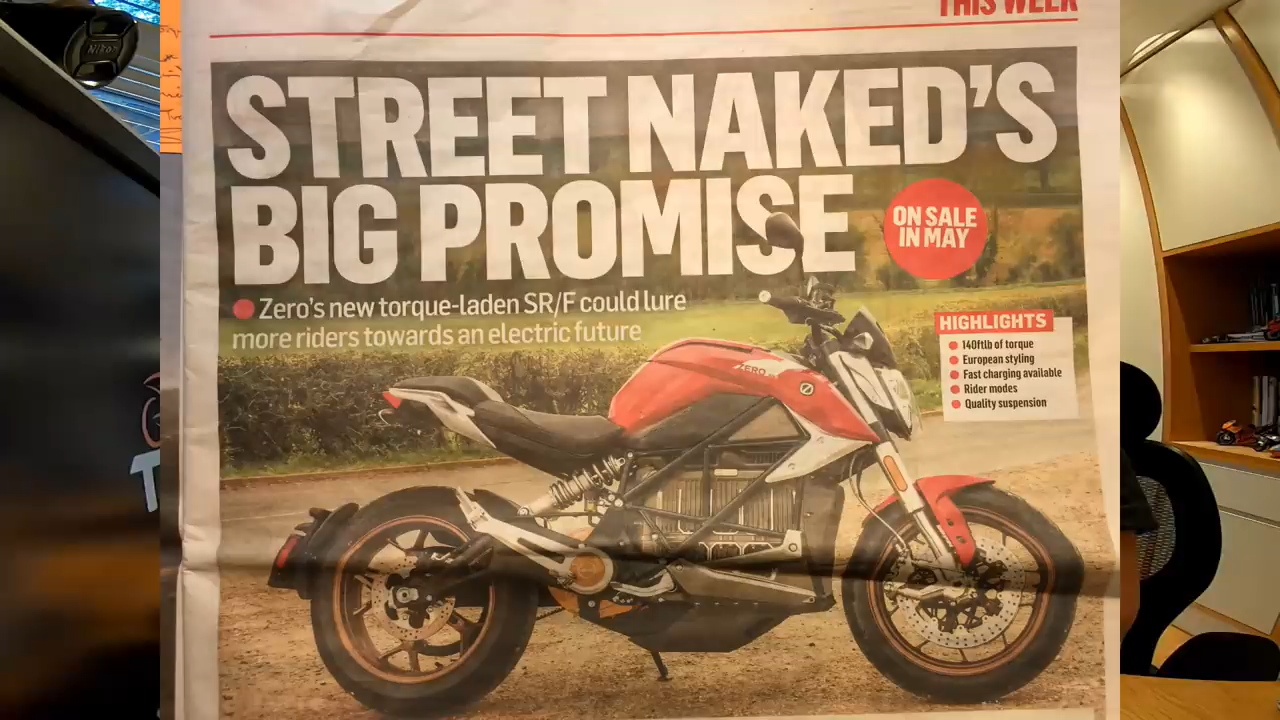 Nikon
THIS WEEK
STREET NAKED'S
BIG PROMISE
ON SALE
IN MAY
Zero's new torque-laden SR/F could lure
more riders towards an electric future
HIGHLIGHTS
140ftlb of torque
European styling
Fast charging available
Rider modes
Quality suspension
ZERO
T